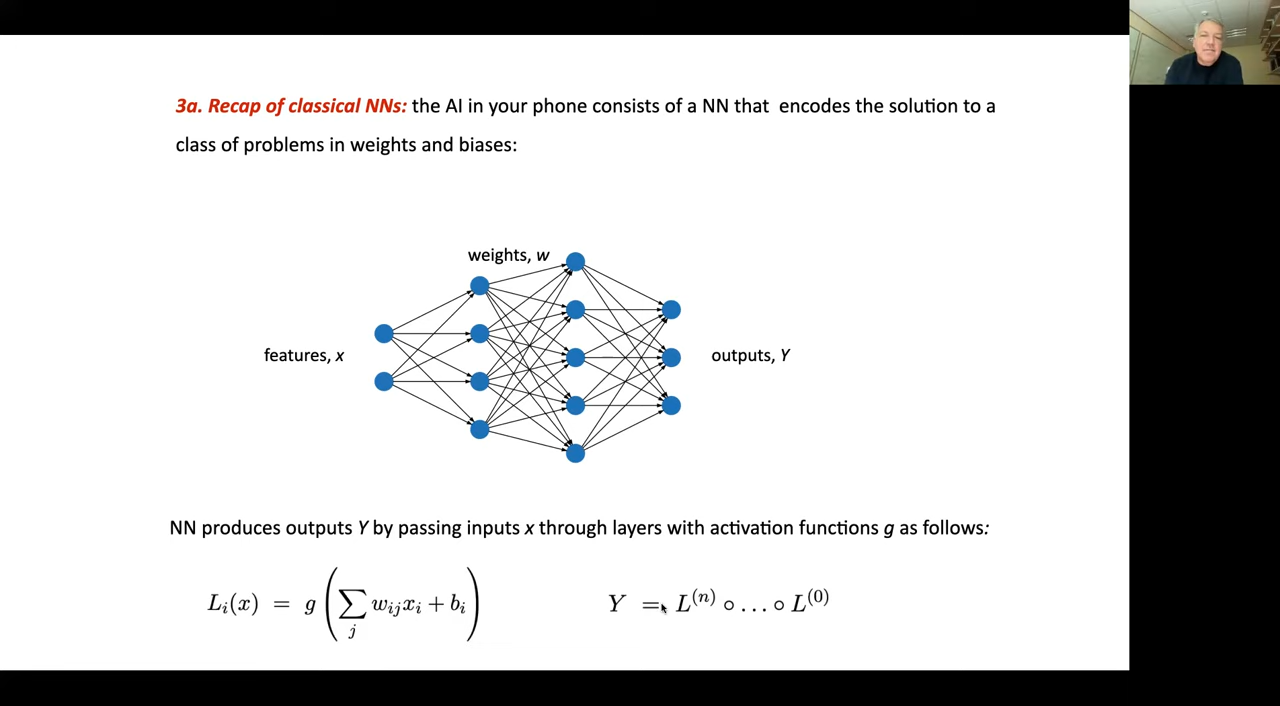 3a. Recap of classical NNs: the AI in your phone consists of a NN that encodes the solution to a
class of problems in weights and biases:
weights, w
features, x
outputs, Y
NN produces outputs Y by passing inputs x through layers with activation functions g as follows:
L_i(x) = g ( ∑_j w_{ij} x_i + b_i )
Y = L^{(n)} ∘ … ∘ L^{(0)}